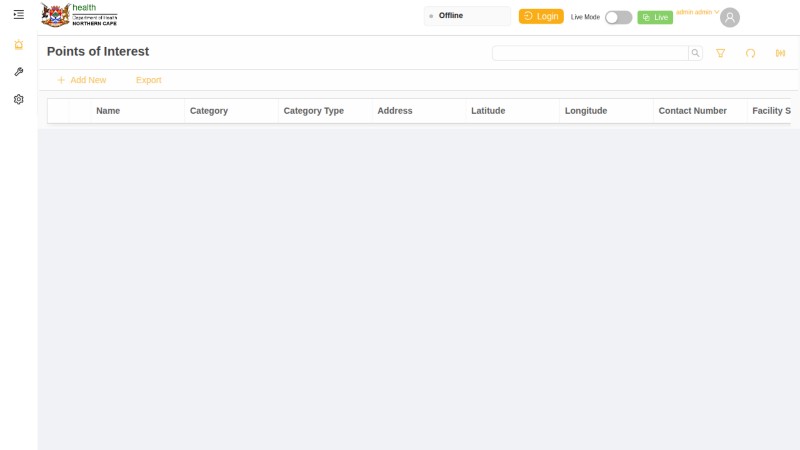 health
Department of Health
NORTHERN CAPE
Offline
Login
Live Mode
Live
admin admin
Points of Interest
+ Add New
Export
Name Category Category Type Address Latitude Longitude Contact Number Facility S